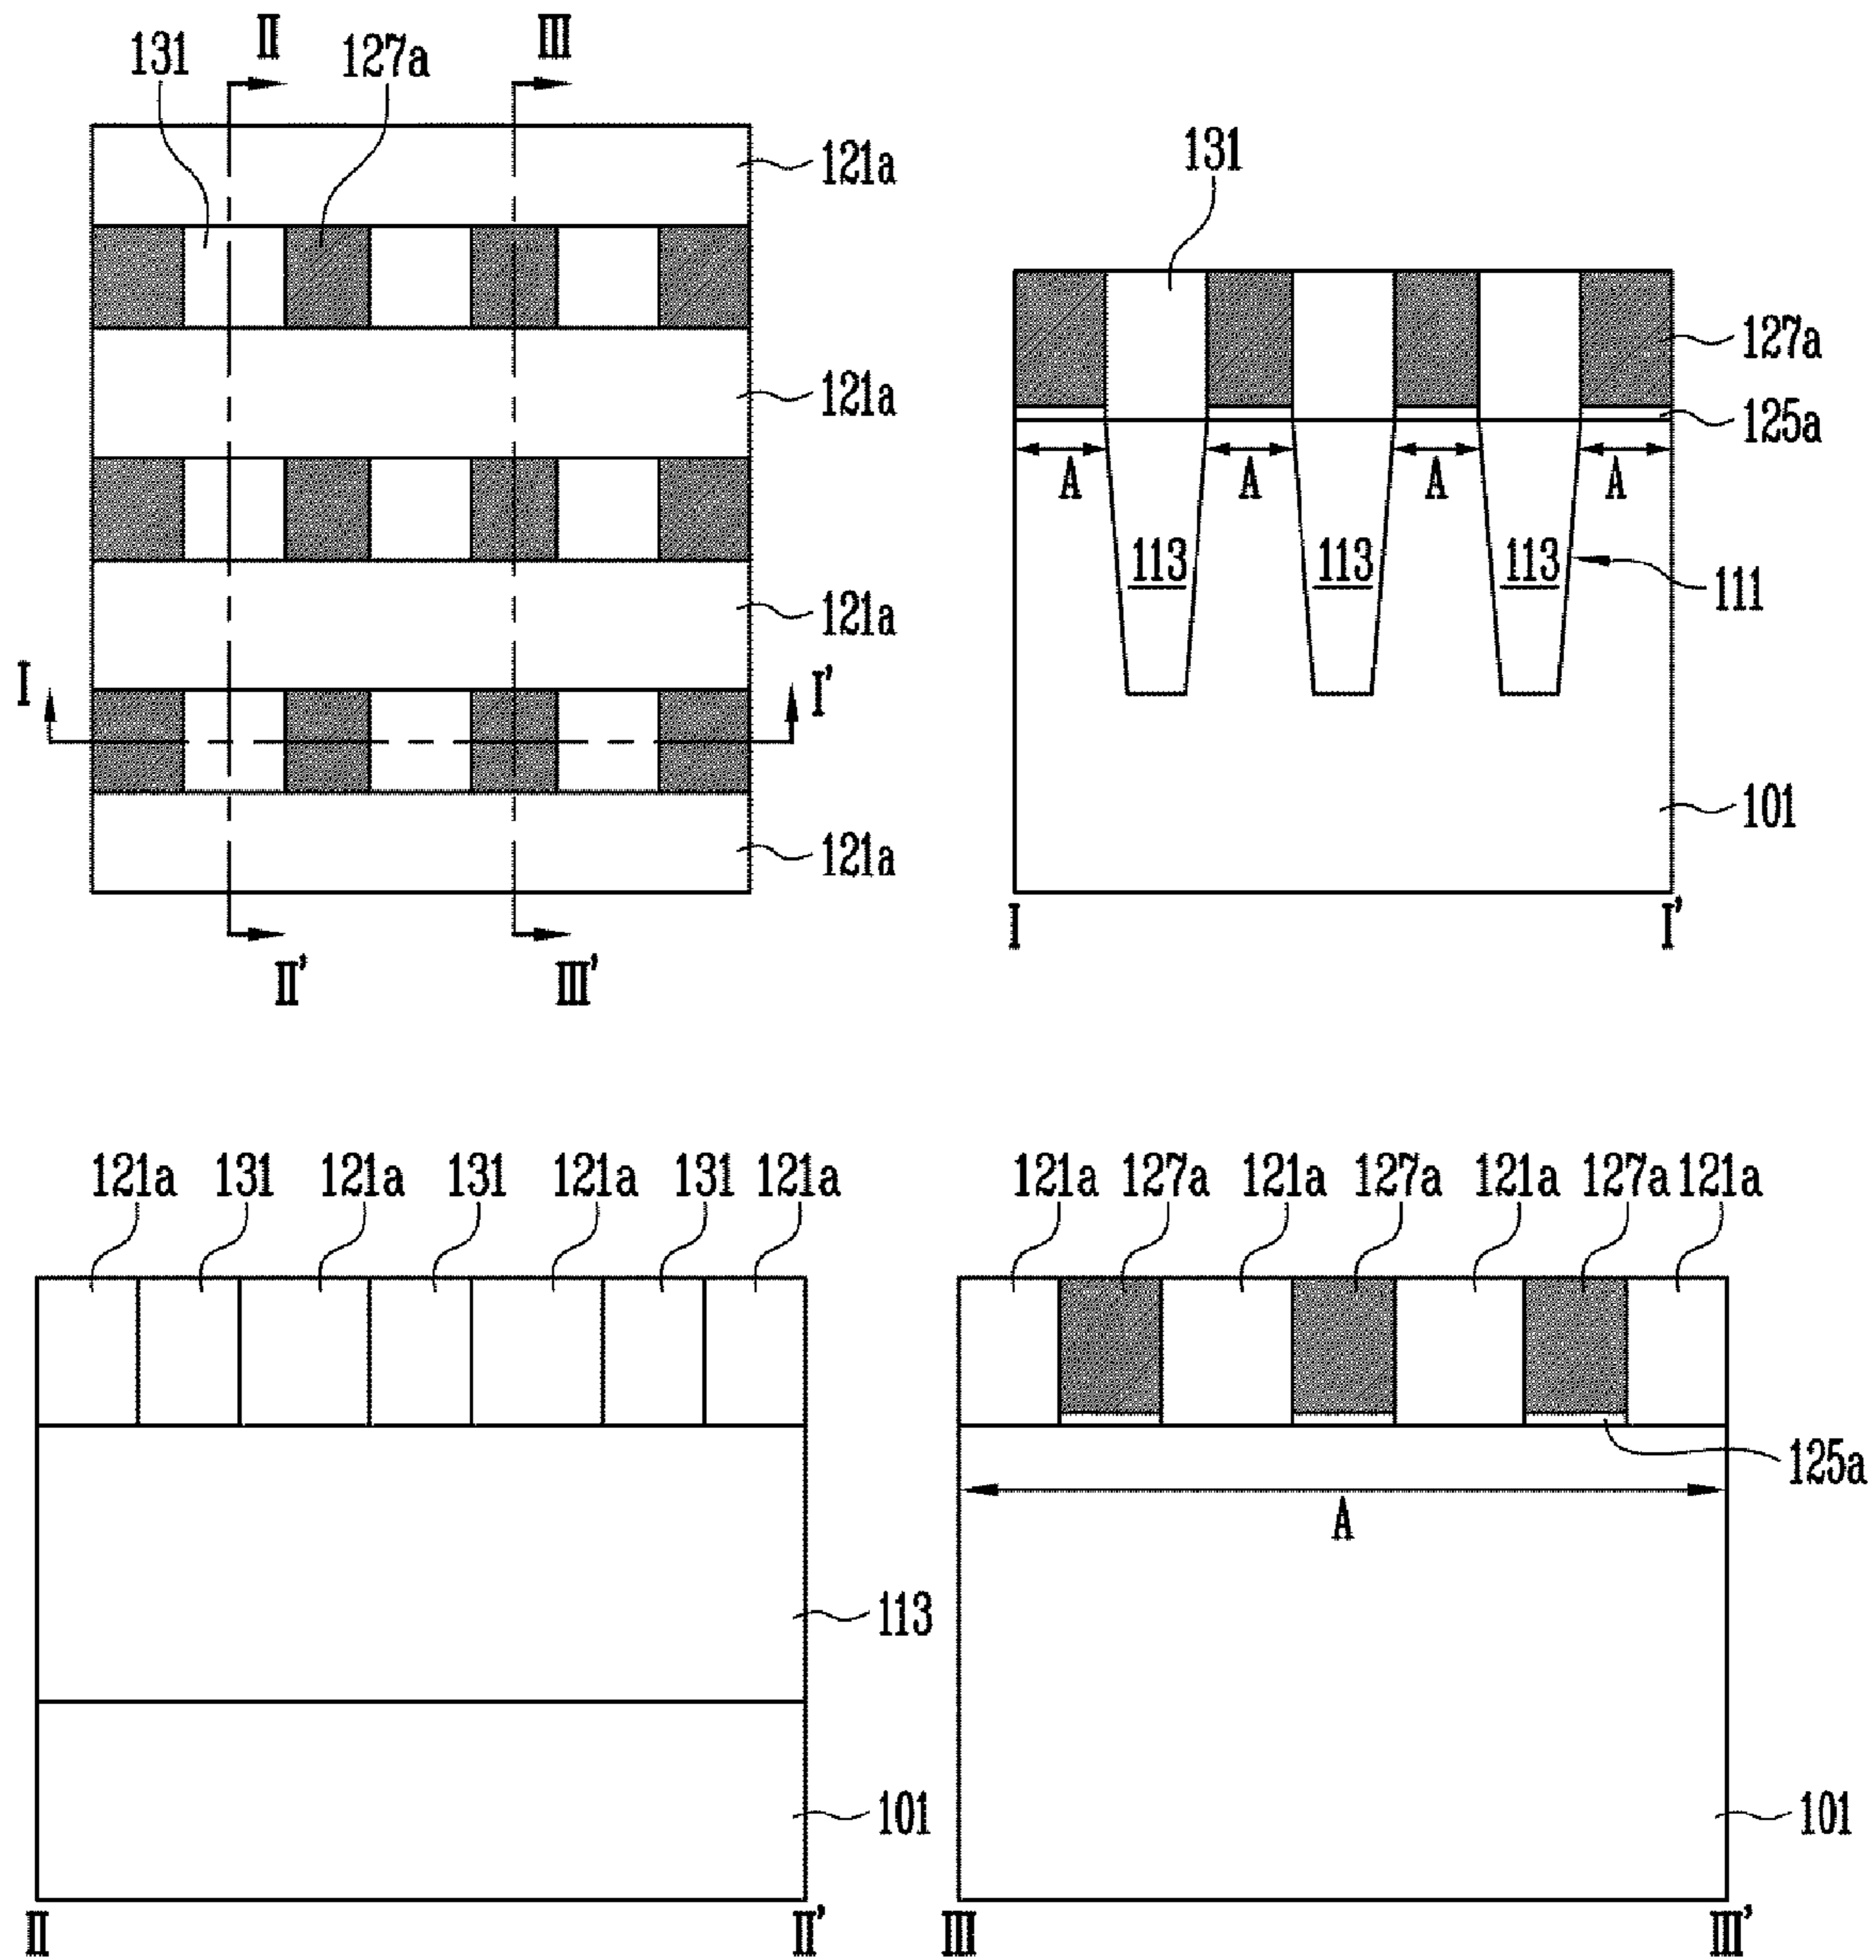 II III
131 127a
121a
121a
121a
I I'
121a
II' III'
131
127a
125a
A A A A
113 113 113
111
101
I I'
121a 131 121a 131 121a 131 121a
113
101
II II'
121a 127a 121a 127a 121a 127a 121a
125a
A
101
III III'